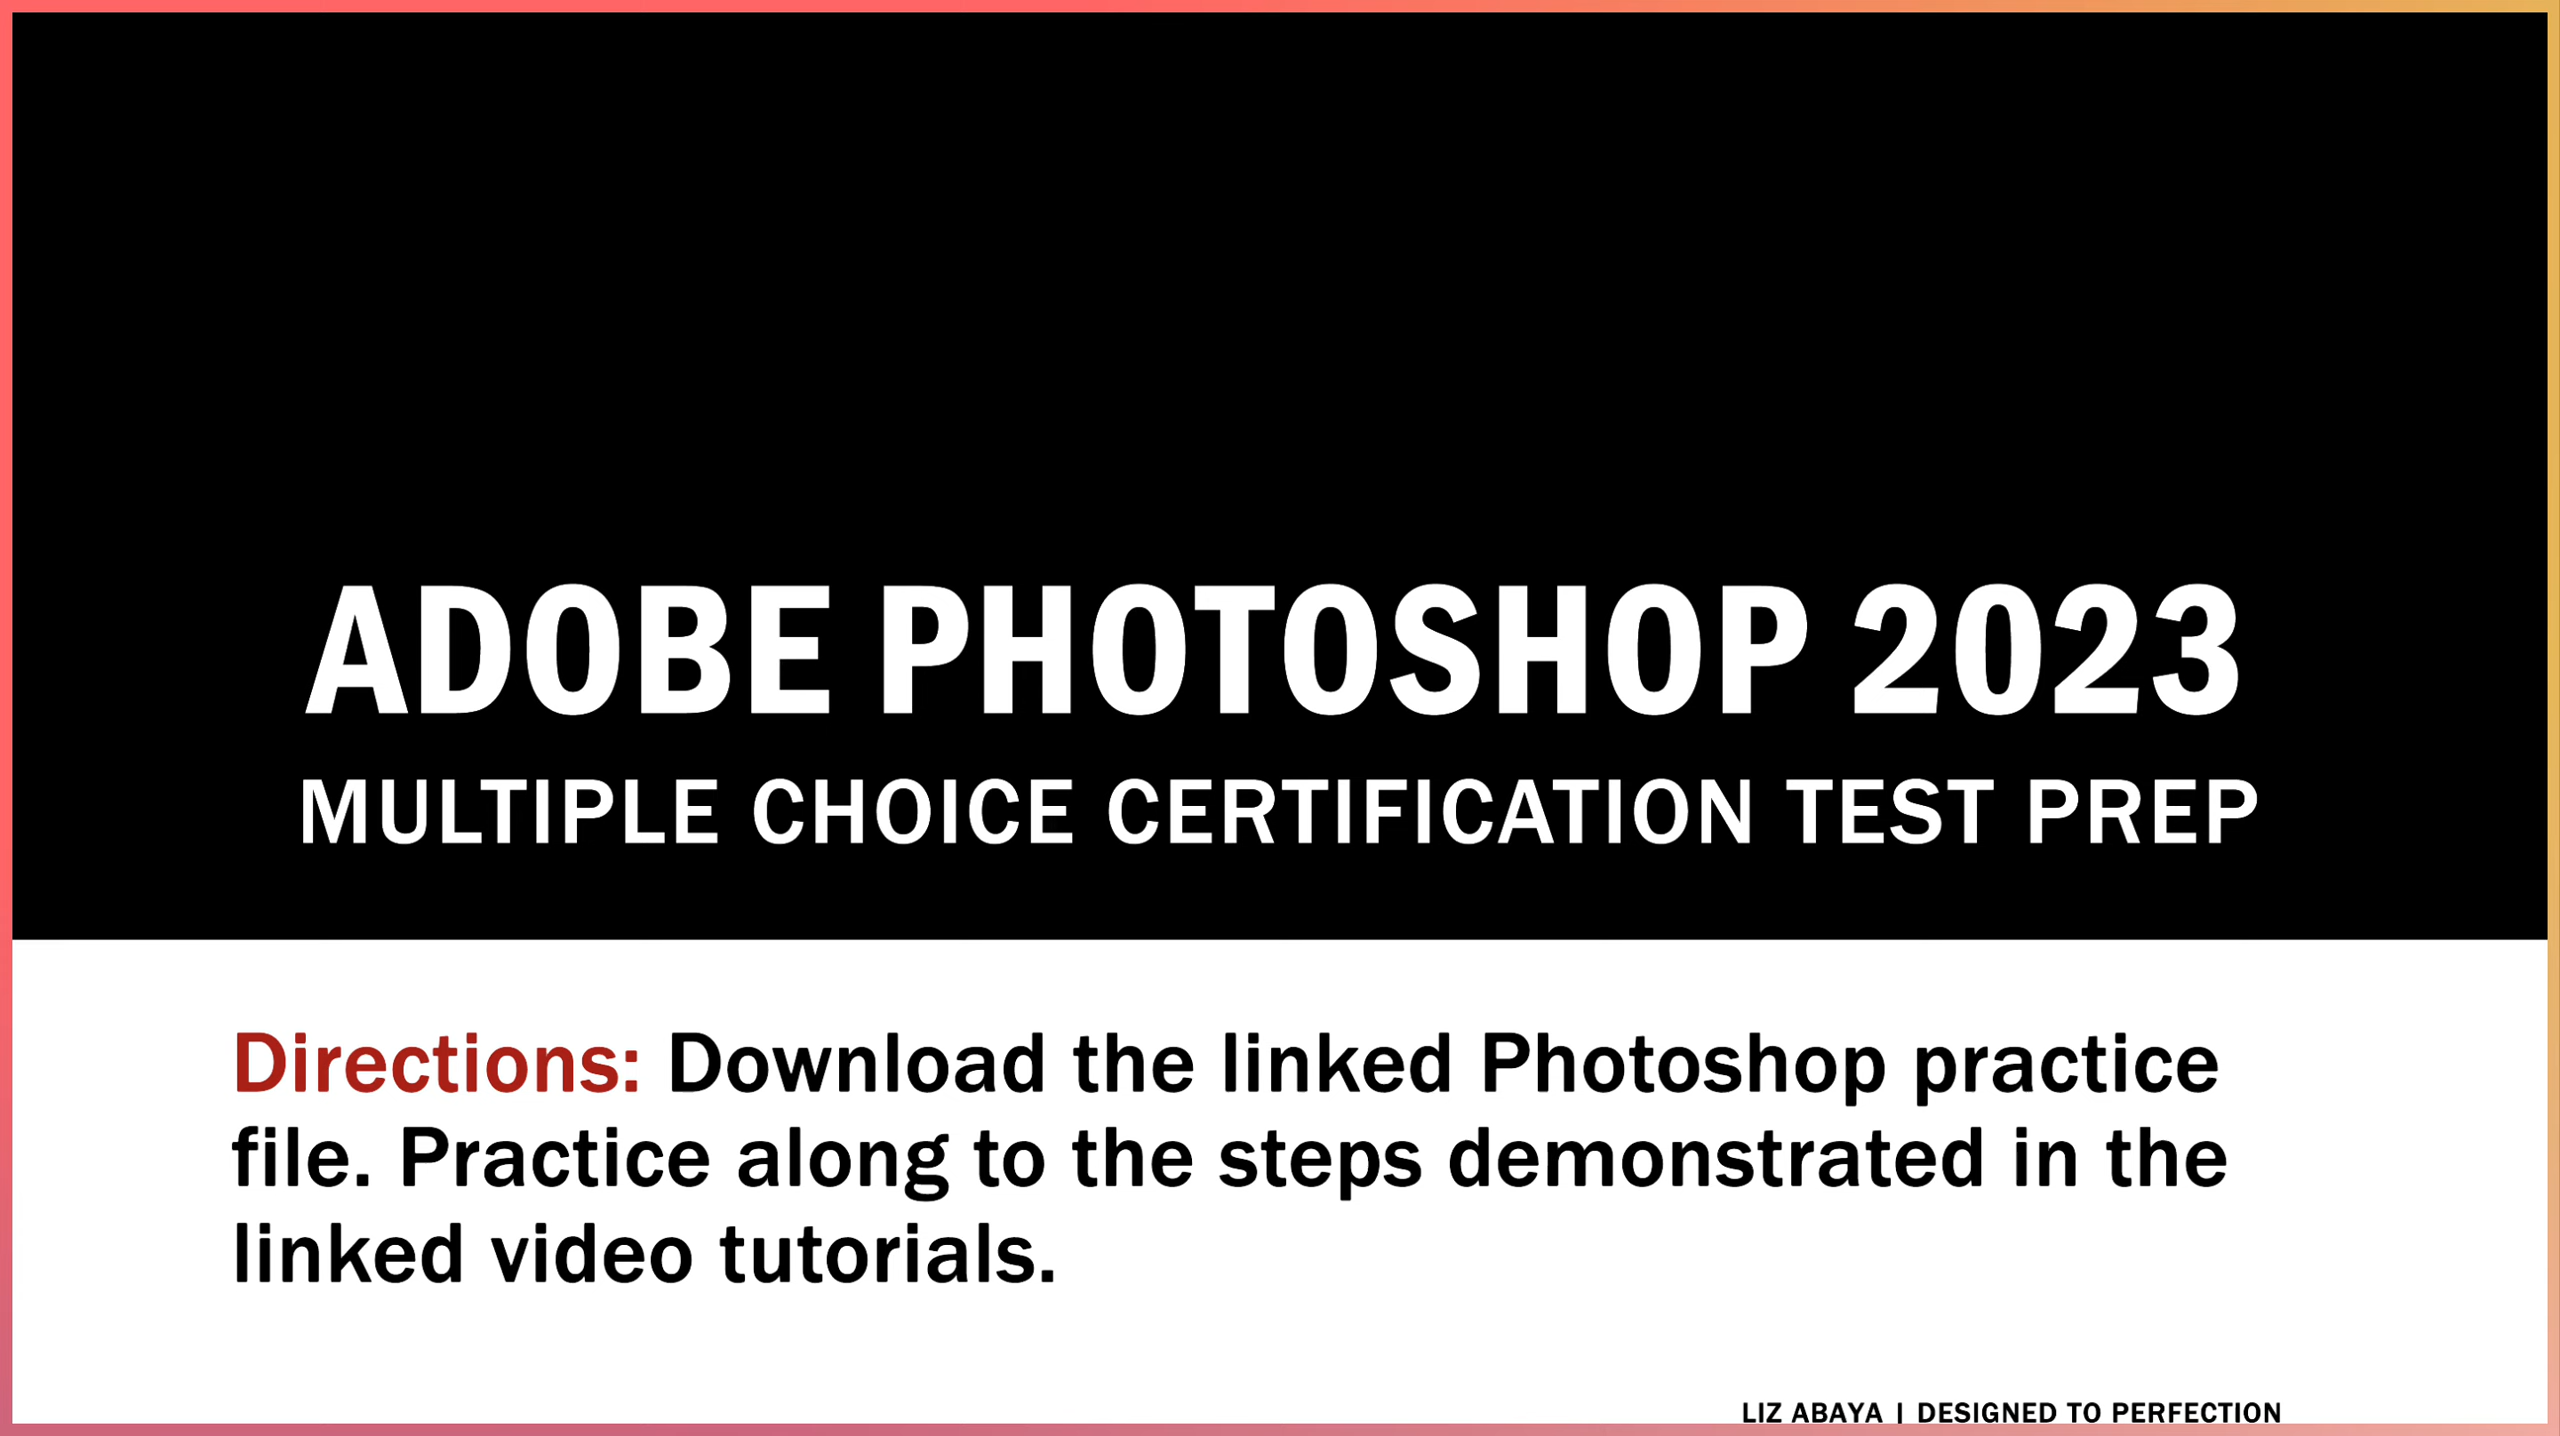 ADOBE PHOTOSHOP 2023
MULTIPLE CHOICE CERTIFICATION TEST PREP
Directions: Download the linked Photoshop practice
file. Practice along to the steps demonstrated in the
linked video tutorials.
LIZ ABAYA | DESIGNED TO PERFECTION